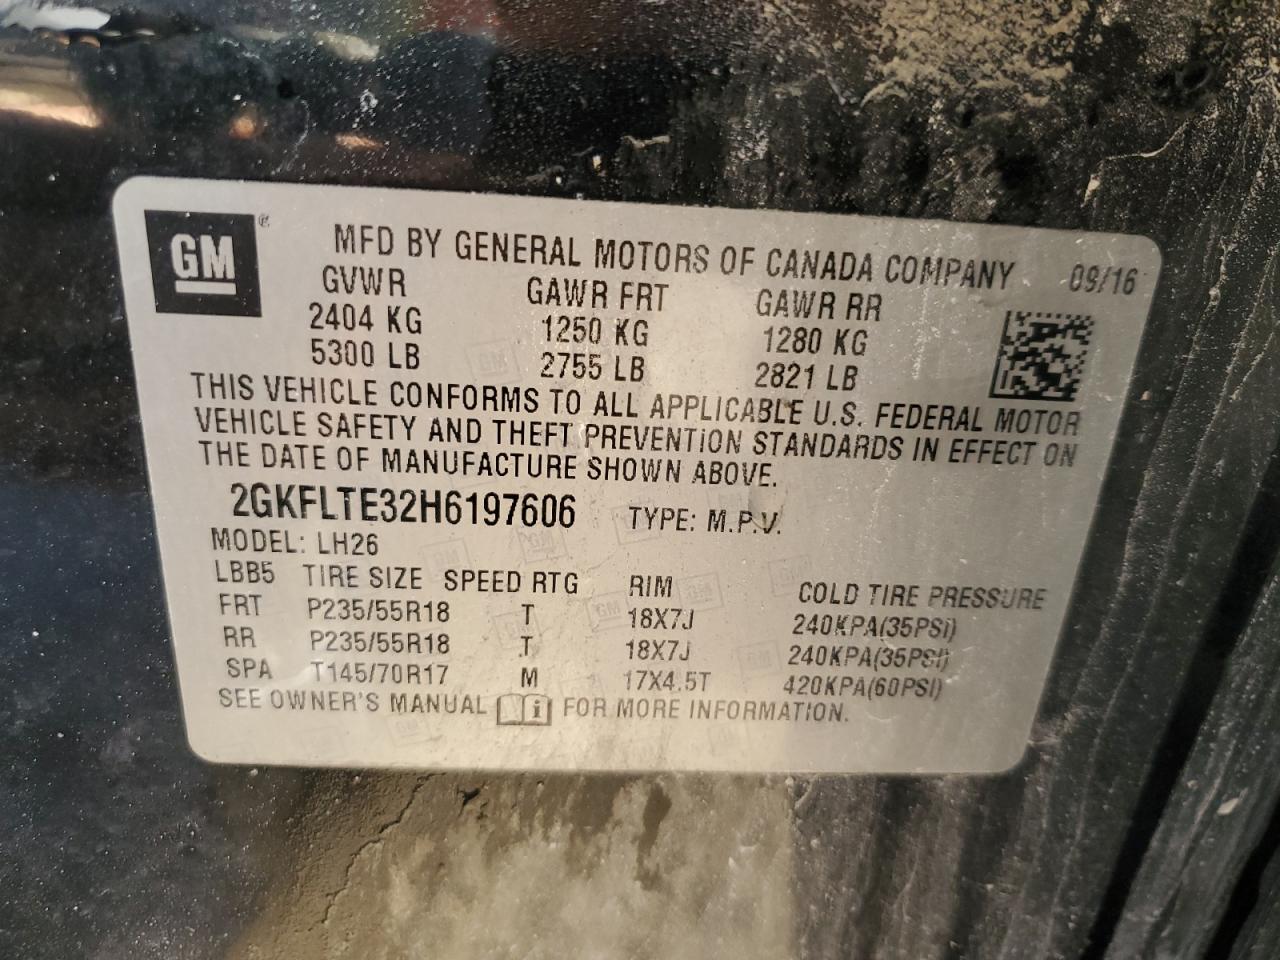 GM ®
MFD BY GENERAL MOTORS OF CANADA COMPANY 09/16
GVWR GAWR FRT GAWR RR
2404 KG 1250 KG 1280 KG
5300 LB 2755 LB 2821 LB
THIS VEHICLE CONFORMS TO ALL APPLICABLE U.S. FEDERAL MOTOR
VEHICLE SAFETY AND THEFT PREVENTION STANDARDS IN EFFECT ON
THE DATE OF MANUFACTURE SHOWN ABOVE.
2GKFLTE32H6197606 TYPE: M.P.V.
MODEL: LH26
LBB5 TIRE SIZE SPEED RTG RIM COLD TIRE PRESSURE
FRT P235/55R18 T 18X7J 240KPA(35PSI)
RR P235/55R18 T 18X7J 240KPA(35PSI)
SPA T145/70R17 M 17X4.5T 420KPA(60PSI)
SEE OWNER'S MANUAL i FOR MORE INFORMATION.